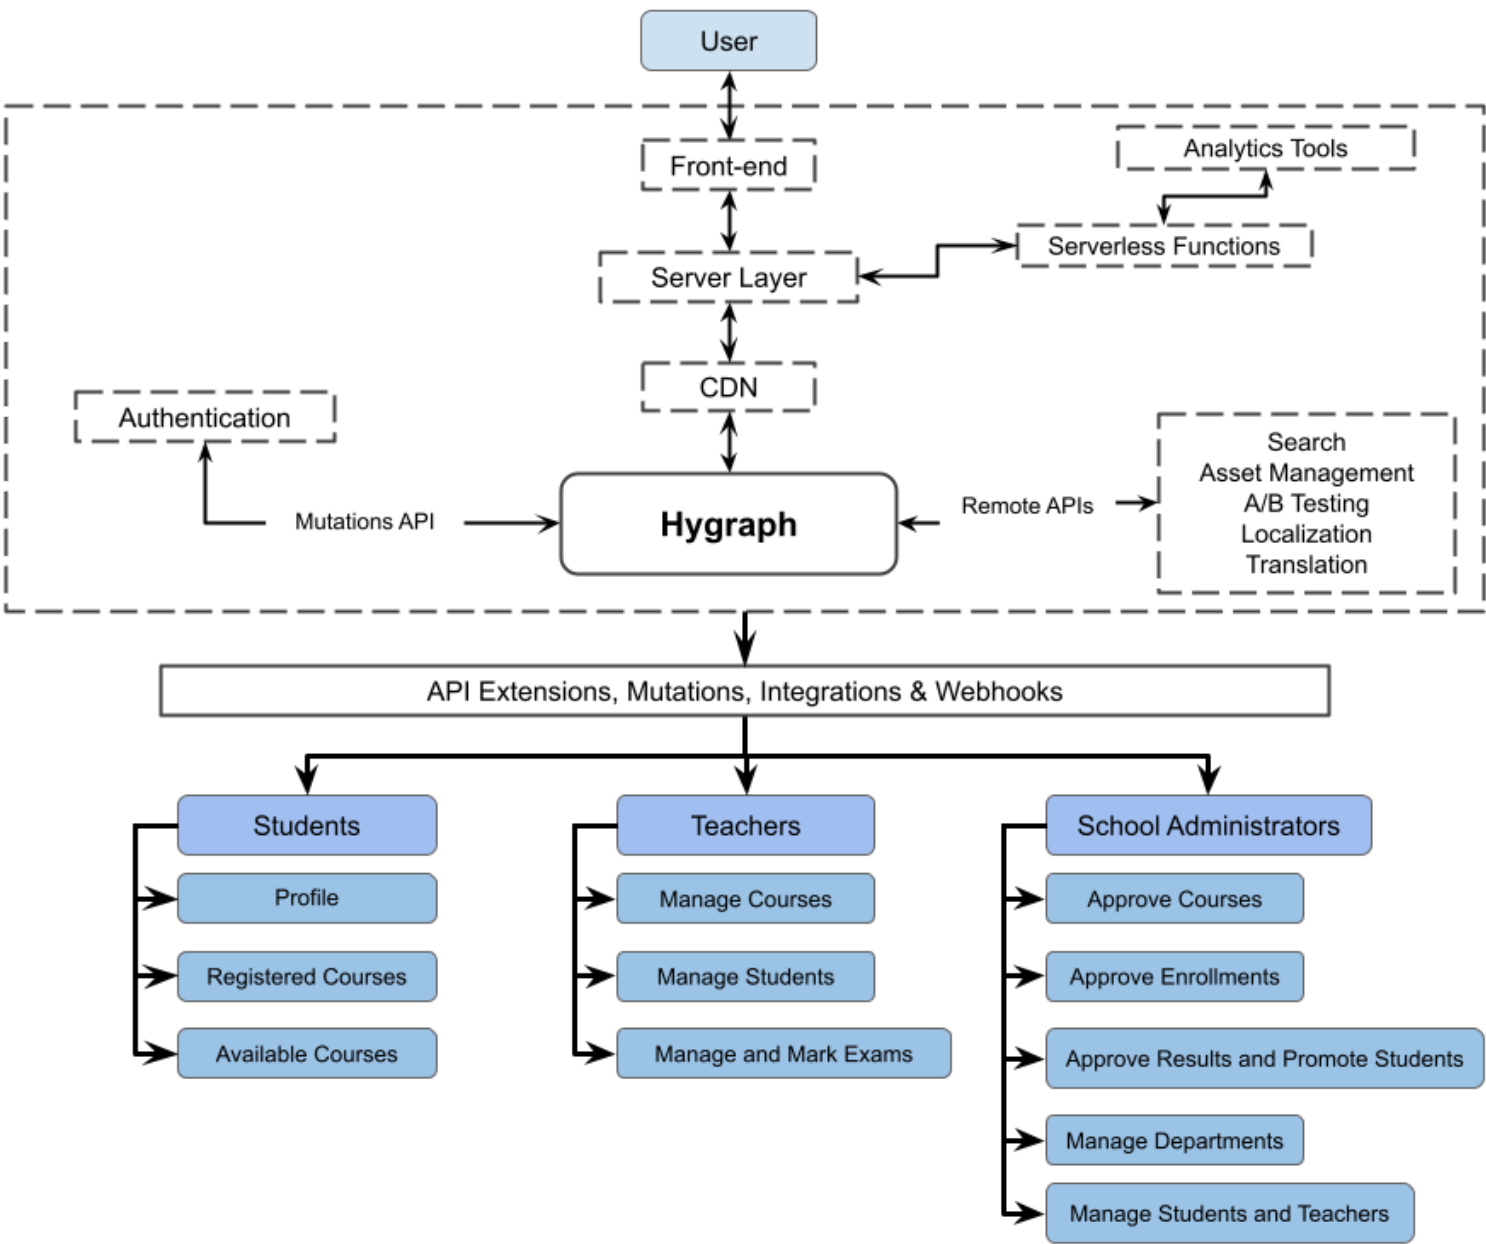 User
Front-end
Analytics Tools
Serverless Functions
Server Layer
CDN
Authentication
Search
Asset Management
A/B Testing
Localization
Translation
Mutations API
Hygraph
Remote APIs
API Extensions, Mutations, Integrations & Webhooks
Students
Profile
Registered Courses
Available Courses
Teachers
Manage Courses
Manage Students
Manage and Mark Exams
School Administrators
Approve Courses
Approve Enrollments
Approve Results and Promote Students
Manage Departments
Manage Students and Teachers